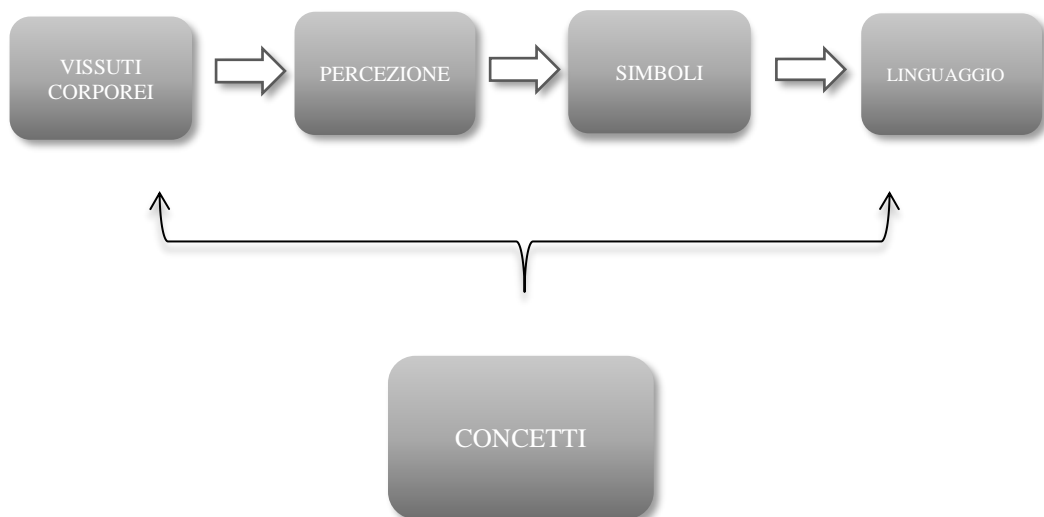 VISSUTI
CORPOREI
PERCEZIONE
SIMBOLI
LINGUAGGIO
CONCETTI